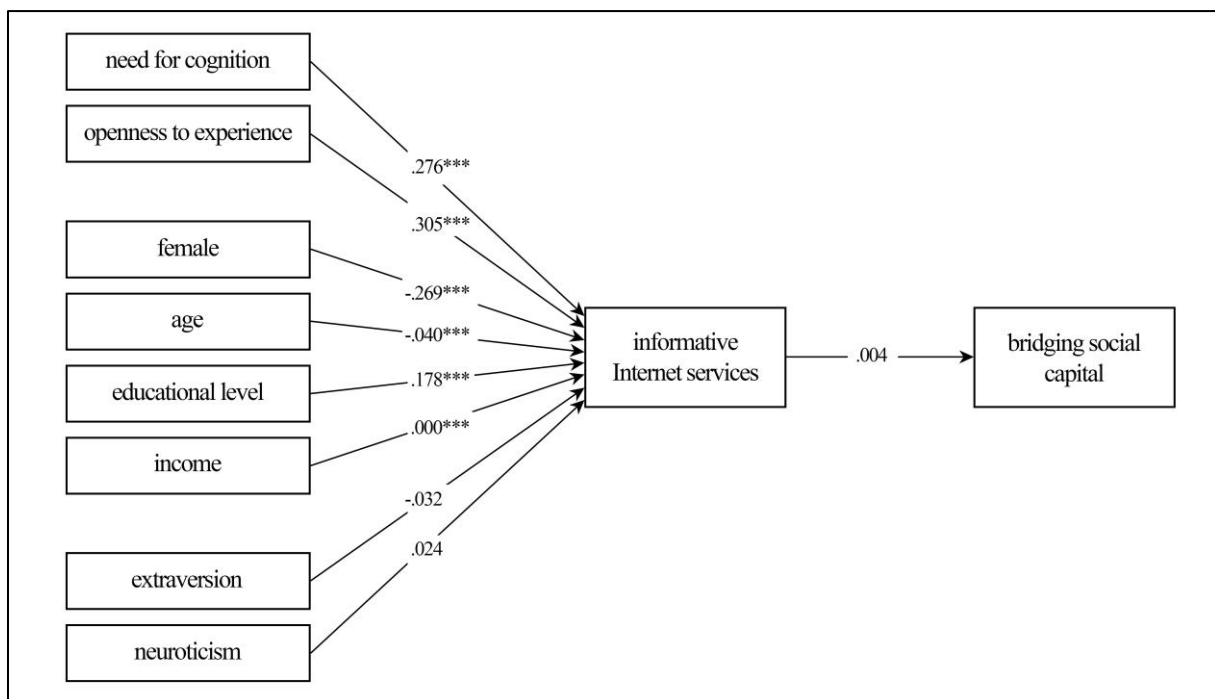 need for cognition
openness to experience
.276***
.305***
female
-.269***
age
-.040***
informative
Internet services
.004
bridging social
capital
educational level
.178***
.000***
income
-.032
.024
extraversion
neuroticism